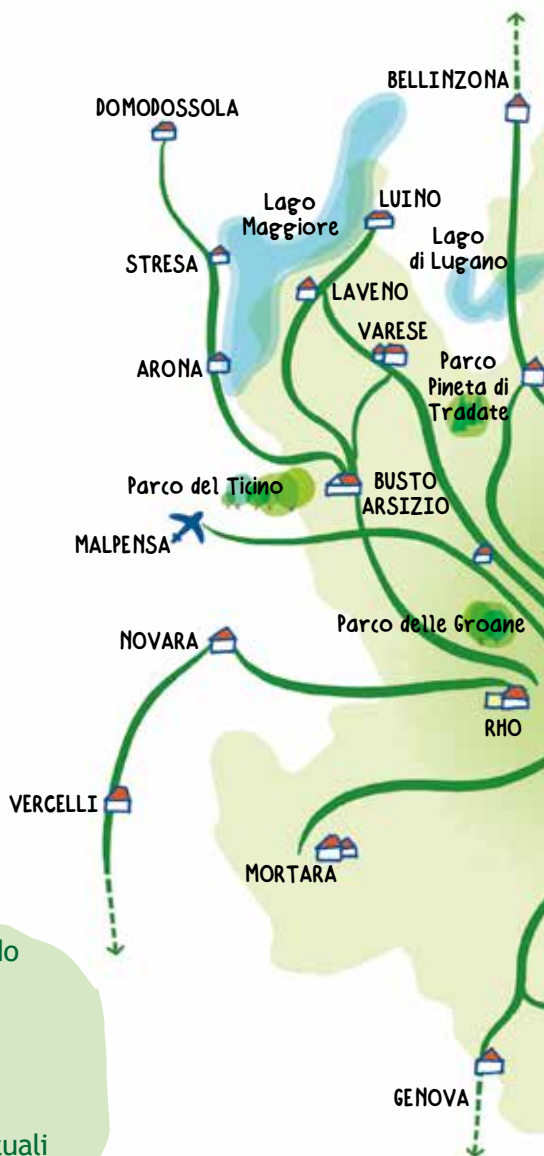 BELLINZONA
DOMODOSSOLA
Lago
Maggiore
LUINO
Lago
di Lugano
STRESA
LAVENO
VARESE
ARONA
Parco
Pineta di
Tradate
Parco del Ticino
BUSTO
ARSIZIO
MALPENSA
Parco delle Groane
NOVARA
RHO
VERCELLI
MORTARA
GENOVA